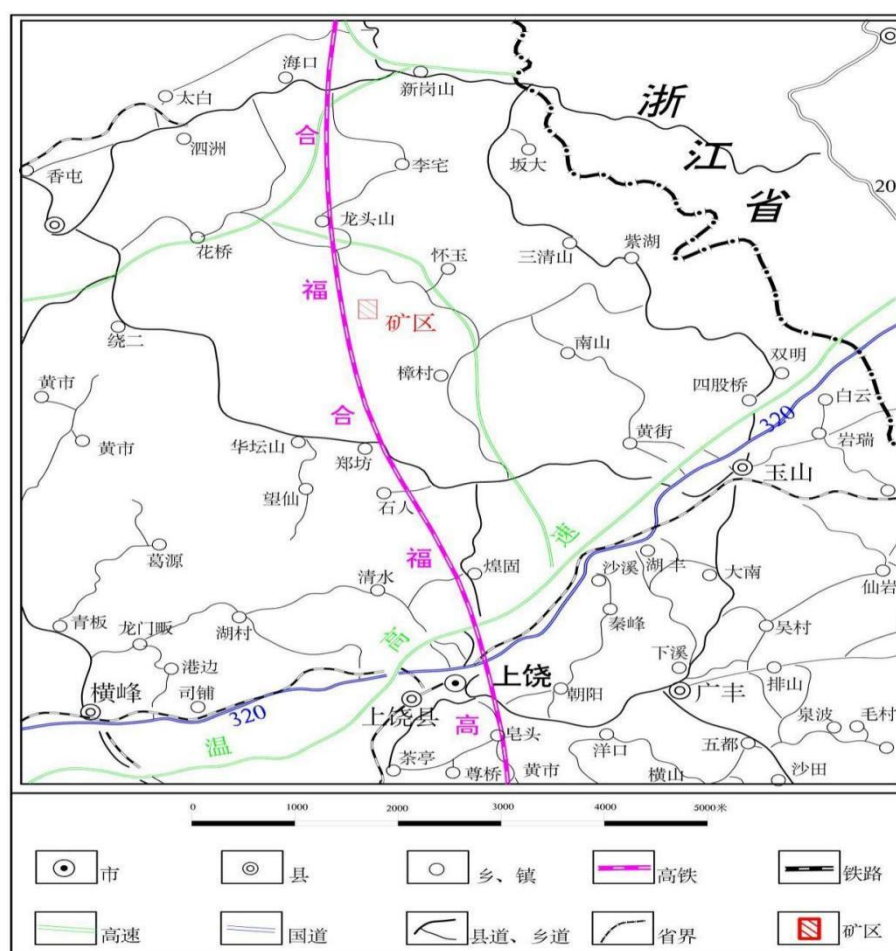 海口
新岗山
太白
浙江省
合
泗洲
李宅
坂大
香屯
20
龙头山
花桥
怀玉
三清山
紫湖
福
矿区
绕二
南山
双明
樟村
黄市
四股桥
白云
合
320
黄街
岩瑞
黄市
华坛山
郑坊
玉山
望仙
石人
速
葛源
福
煌固
沙溪
湖丰
大南
仙岩
清水
青板
龙门畈
湖村
高
秦峰
吴村
港边
下溪
上饶
横峰
司铺
320
上饶县
朝阳
广丰
排山
温
高
皂头
泉波
毛村
洋口
五都
茶亭
尊桥
黄市
横山
沙田
0 1000 2000 3000 4000 5000米
市 县 乡、镇 高铁 铁路
高速 国道 县道、乡道 省界 矿区